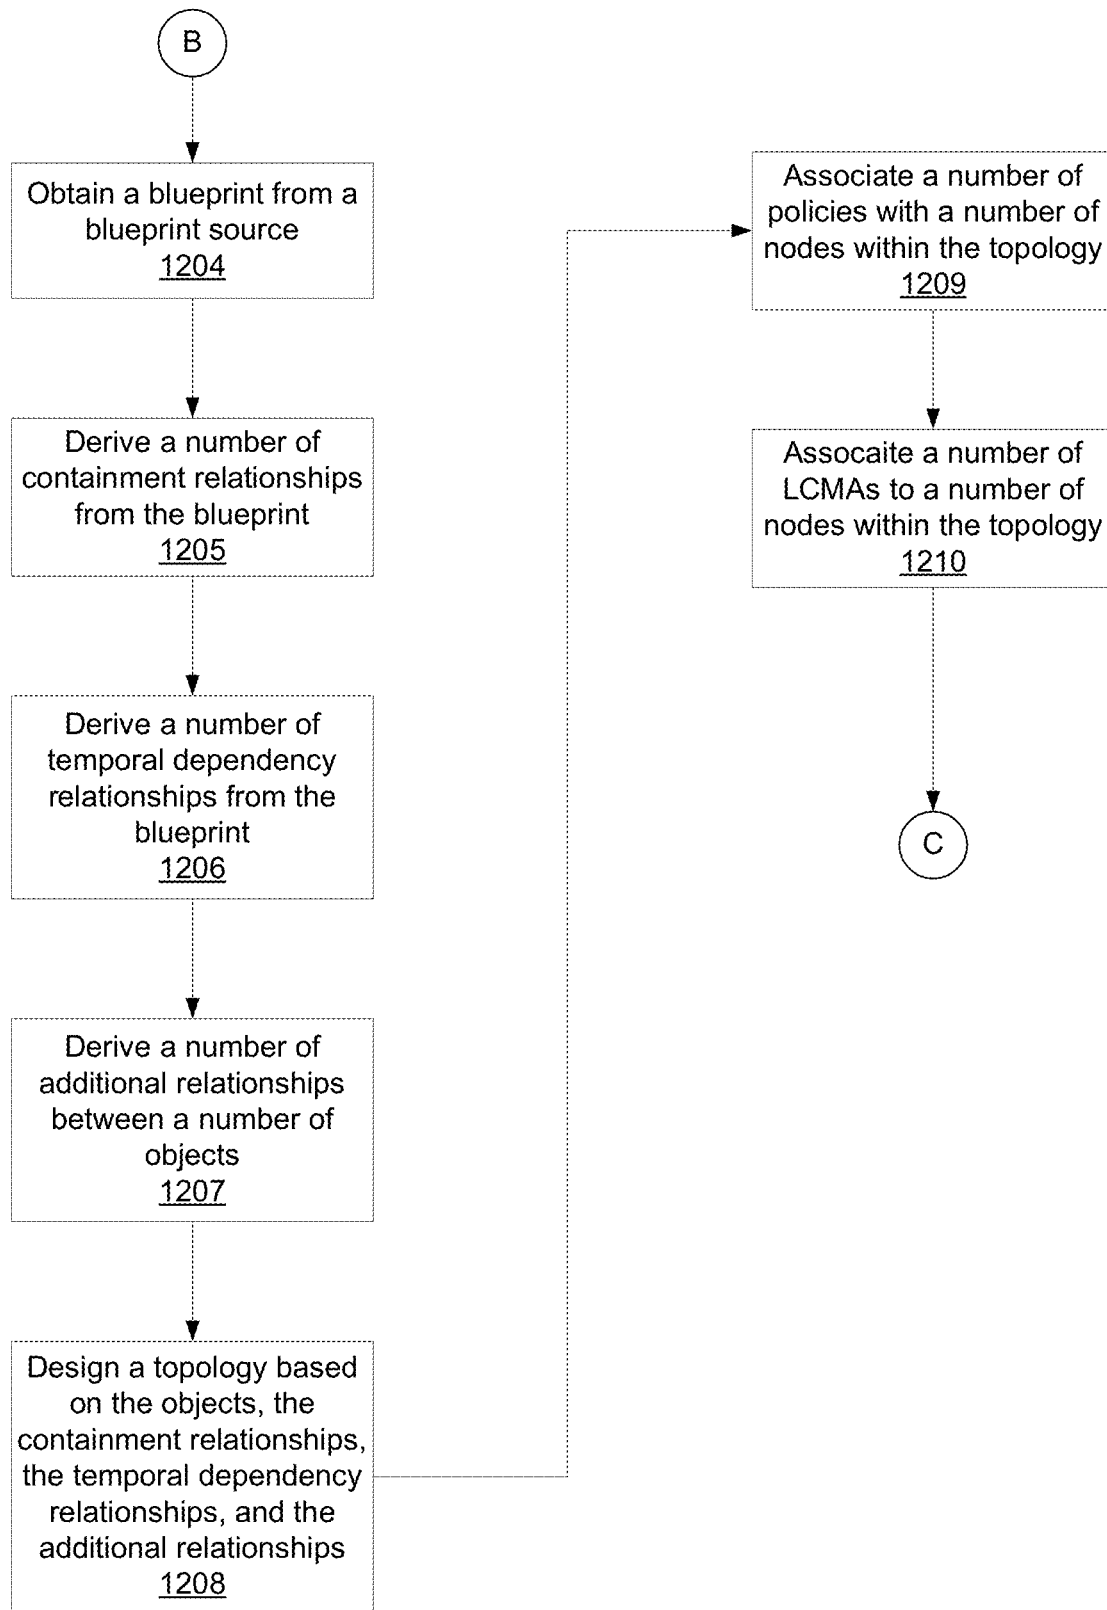 B
Obtain a blueprint from a
blueprint source
1204
Derive a number of
containment relationships
from the blueprint
1205
Derive a number of
temporal dependency
relationships from the
blueprint
1206
Derive a number of
additional relationships
between a number of
objects
1207
Design a topology based
on the objects, the
containment relationships,
the temporal dependency
relationships, and the
additional relationships
1208
Associate a number of
policies with a number of
nodes within the topology
1209
Assocaite a number of
LCMAs to a number of
nodes within the topology
1210
C